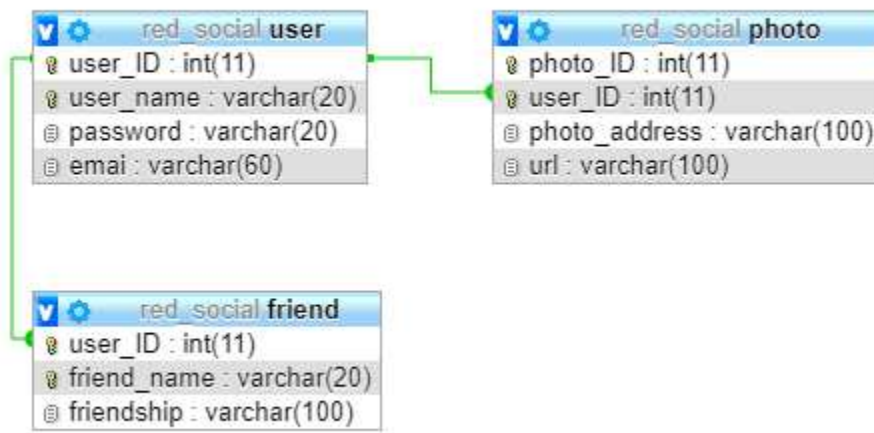 red_social user
user_ID : int(11)
user_name : varchar(20)
password : varchar(20)
emai : varchar(60)
red_social photo
photo_ID : int(11)
user_ID : int(11)
photo_address : varchar(100)
url : varchar(100)
red_social friend
user_ID : int(11)
friend_name : varchar(20)
friendship : varchar(100)